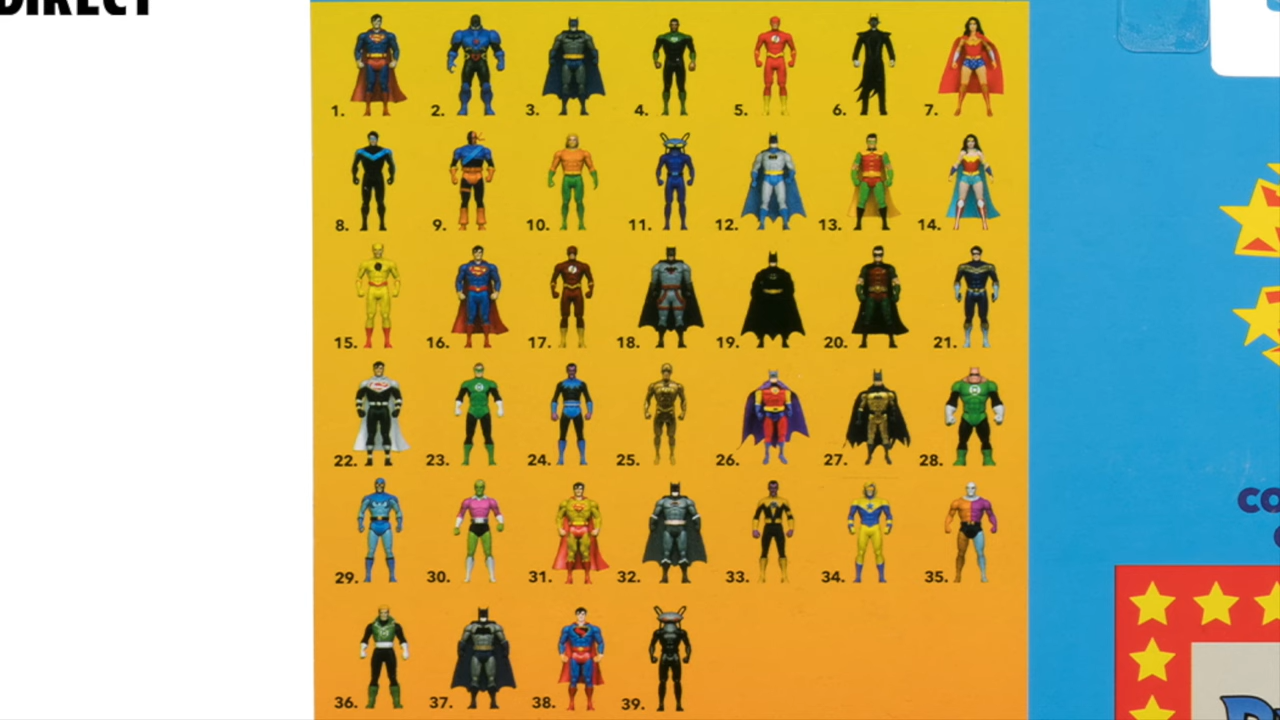 DIRECT
1. 2. 3. 4. 5. 6. 7.
8. 9. 10. 11. 12. 13. 14.
15. 16. 17. 18. 19. 20. 21.
22. 23. 24. 25. 26. 27. 28.
29. 30. 31. 32. 33. 34. 35.
36. 37. 38. 39.
CO